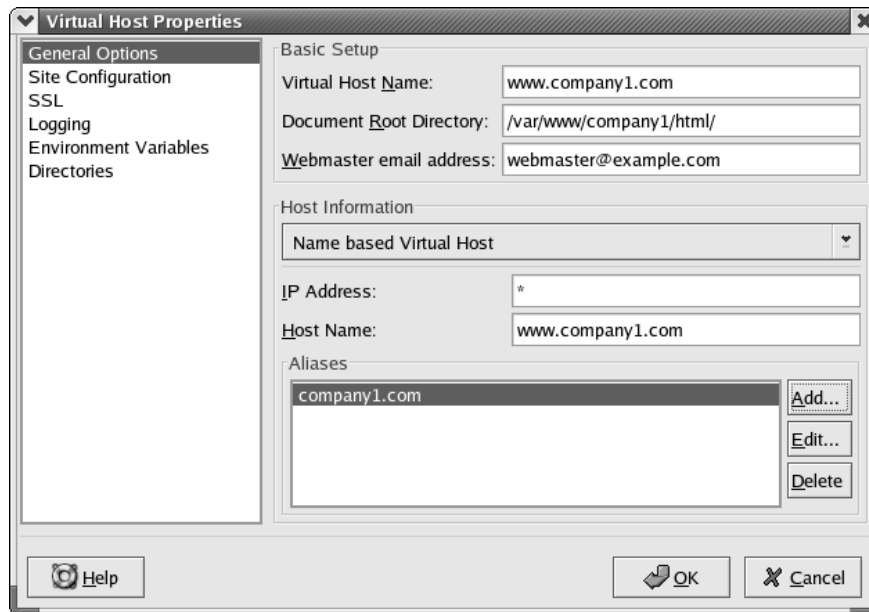 Virtual Host Properties
General Options
Site Configuration
SSL
Logging
Environment Variables
Directories
Basic Setup
Virtual Host Name: www.company1.com
Document Root Directory: /var/www/company1/html/
Webmaster email address: webmaster@example.com
Host Information
Name based Virtual Host
IP Address: *
Host Name: www.company1.com
Aliases
company1.com
Add...
Edit...
Delete
Help
OK
Cancel